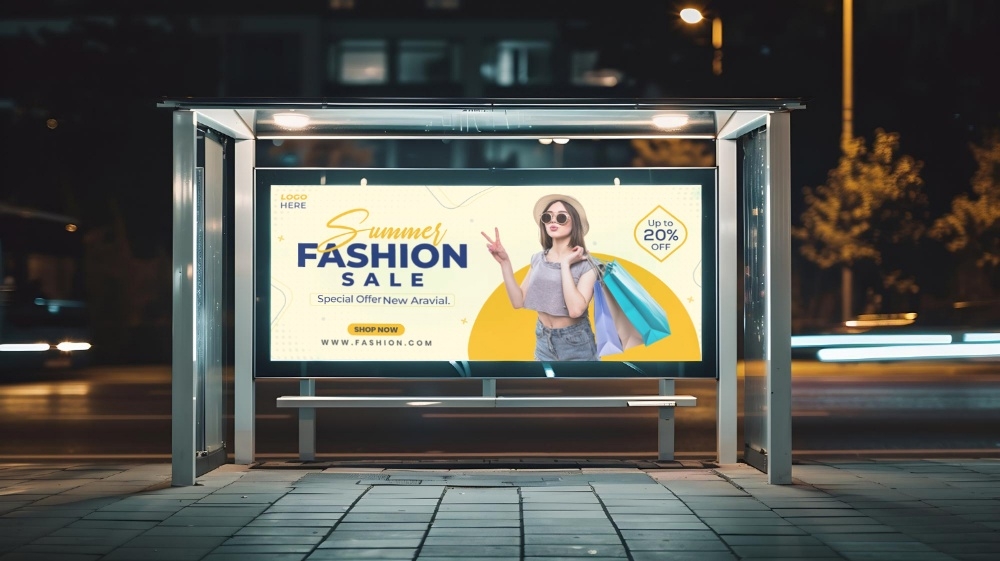 LOGO
HERE
Summer
FASHION
SALE
Special Offer New Aravial.
SHOP NOW
WWW.FASHION.COM
Up to
20%
OFF